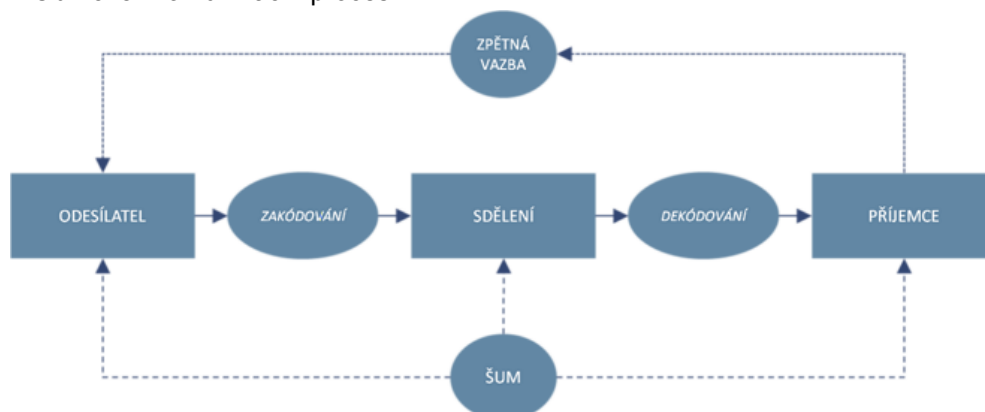 ZPĚTNÁ
VAZBA
ODESÍLATEL
ZAKÓDOVÁNÍ
SDĚLENÍ
DEKÓDOVÁNÍ
PŘÍJEMCE
ŠUM